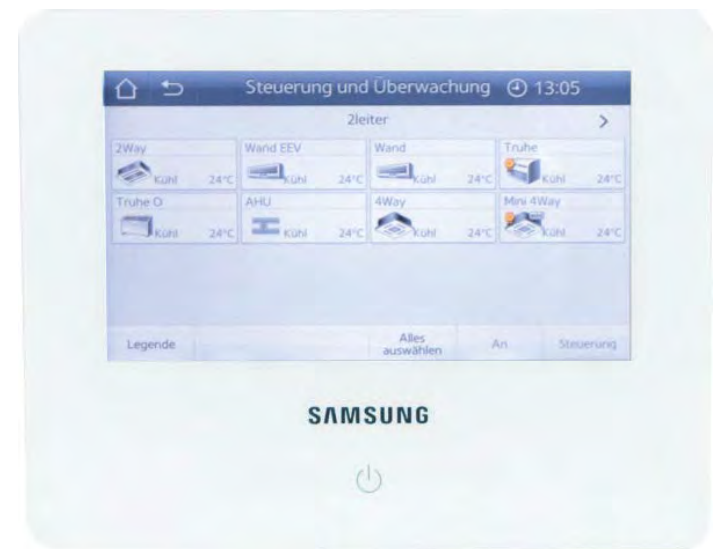 Steuerung und Überwachung 13:05
2leiter >
2Way Wand EEV Wand Truhe
Kühl 24°C Kühl 24°C Kühl 24°C Kühl 24°C
Truhe O AHU 4Way Mini 4Way
Kühl 24°C Kühl 24°C Kühl 24°C Kühl 24°C
Legende Alles auswählen An Steuerung
SAMSUNG